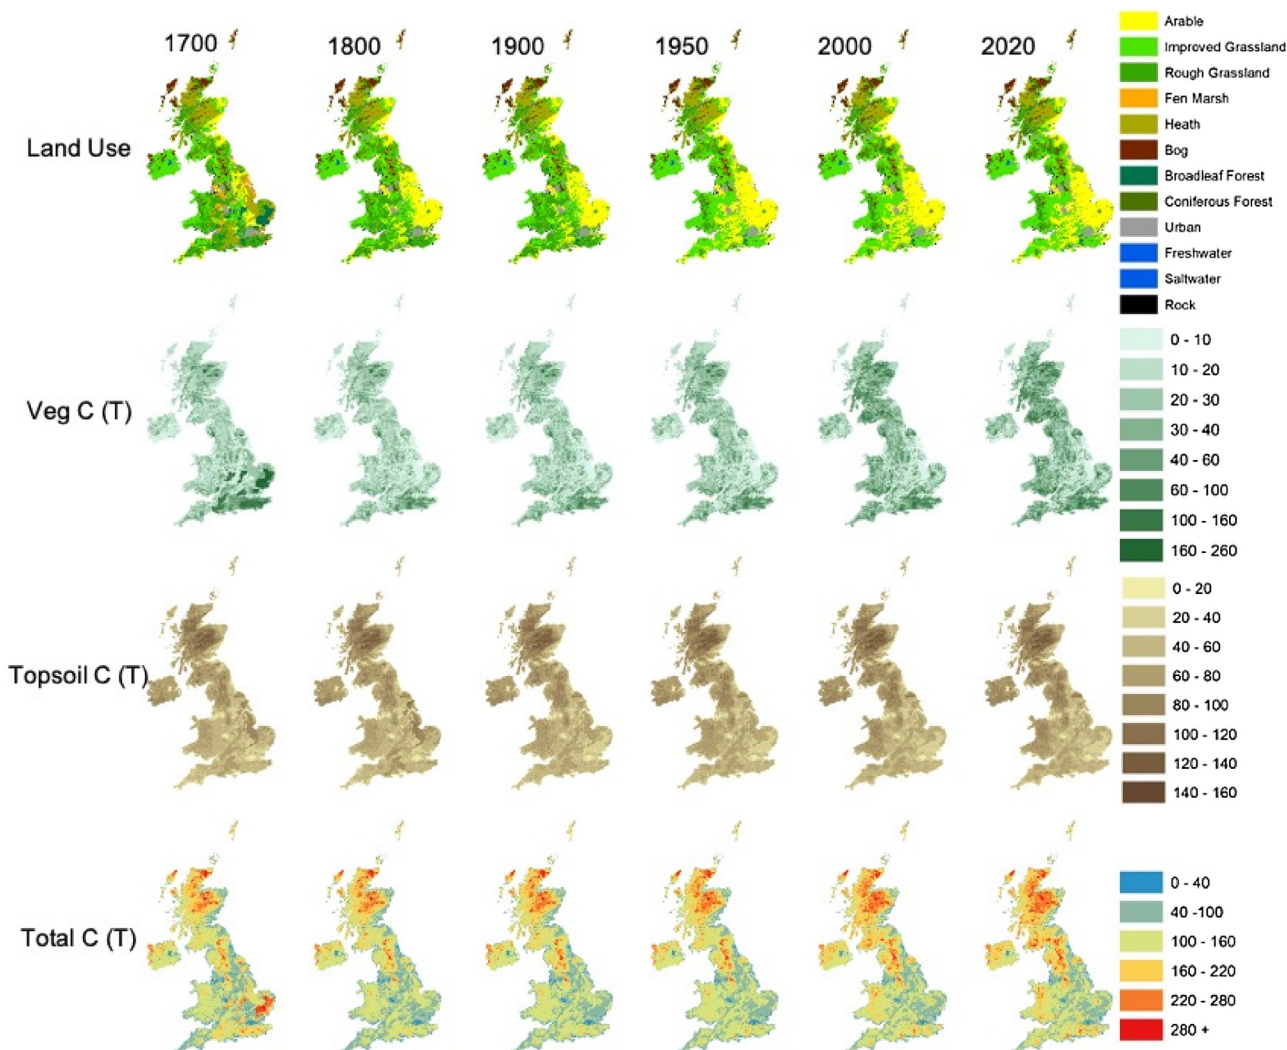 1700 1800 1900 1950 2000 2020
Land Use
Arable
Improved Grassland
Rough Grassland
Fen Marsh
Heath
Bog
Broadleaf Forest
Coniferous Forest
Urban
Freshwater
Saltwater
Rock
Veg C (T)
0 - 10
10 - 20
20 - 30
30 - 40
40 - 60
60 - 100
100 - 160
160 - 260
Topsoil C (T)
0 - 20
20 - 40
40 - 60
60 - 80
80 - 100
100 - 120
120 - 140
140 - 160
Total C (T)
0 - 40
40 -100
100 - 160
160 - 220
220 - 280
280 +